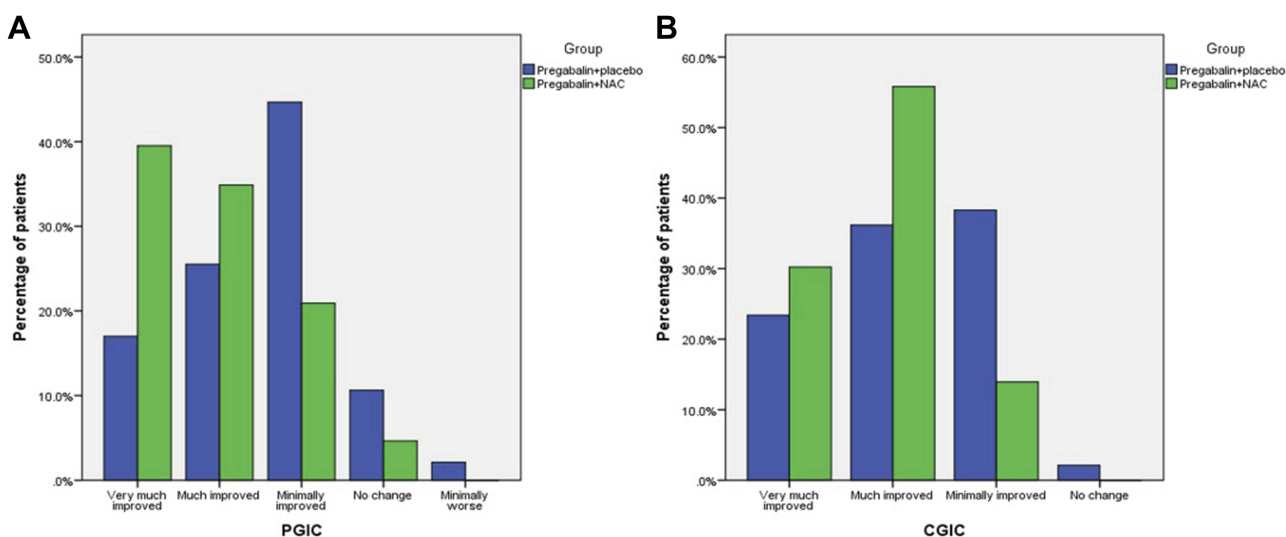 A
Group
Pregabalin+placebo
Pregabalin+NAC
Percentage of patients
50.0%
40.0%
30.0%
20.0%
10.0%
.0%
Very much
improved
Much improved
Minimally
improved
No change
Minimally
worse
PGIC
B
Group
Pregabalin+placebo
Pregabalin+NAC
Percentage of patients
60.0%
50.0%
40.0%
30.0%
20.0%
10.0%
.0%
Very much
improved
Much improved
Minimally improved
No change
CGIC